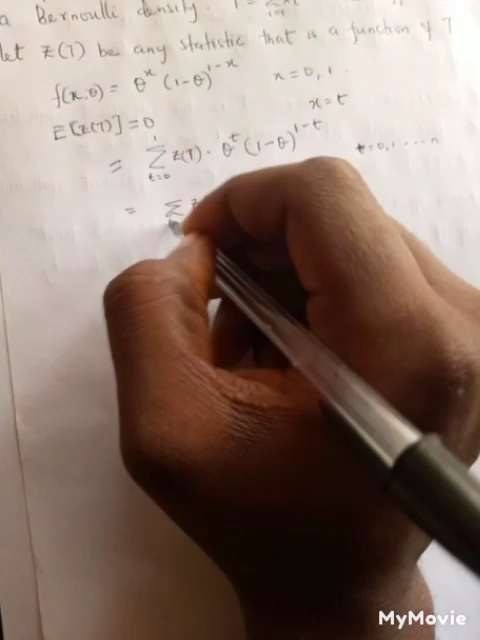 a Bernoulli density.
let Z(T) be any statistic that is a function of T
f(x,θ) = θ^x (1-θ)^{1-x} x = 0, 1.
x = t
E[Z(T)] = 0
= \sum_{t=0}^{1} Z(T) · θ^t (1-θ)^{1-t} t = 0, 1 .... n
= Σ
MyMovie